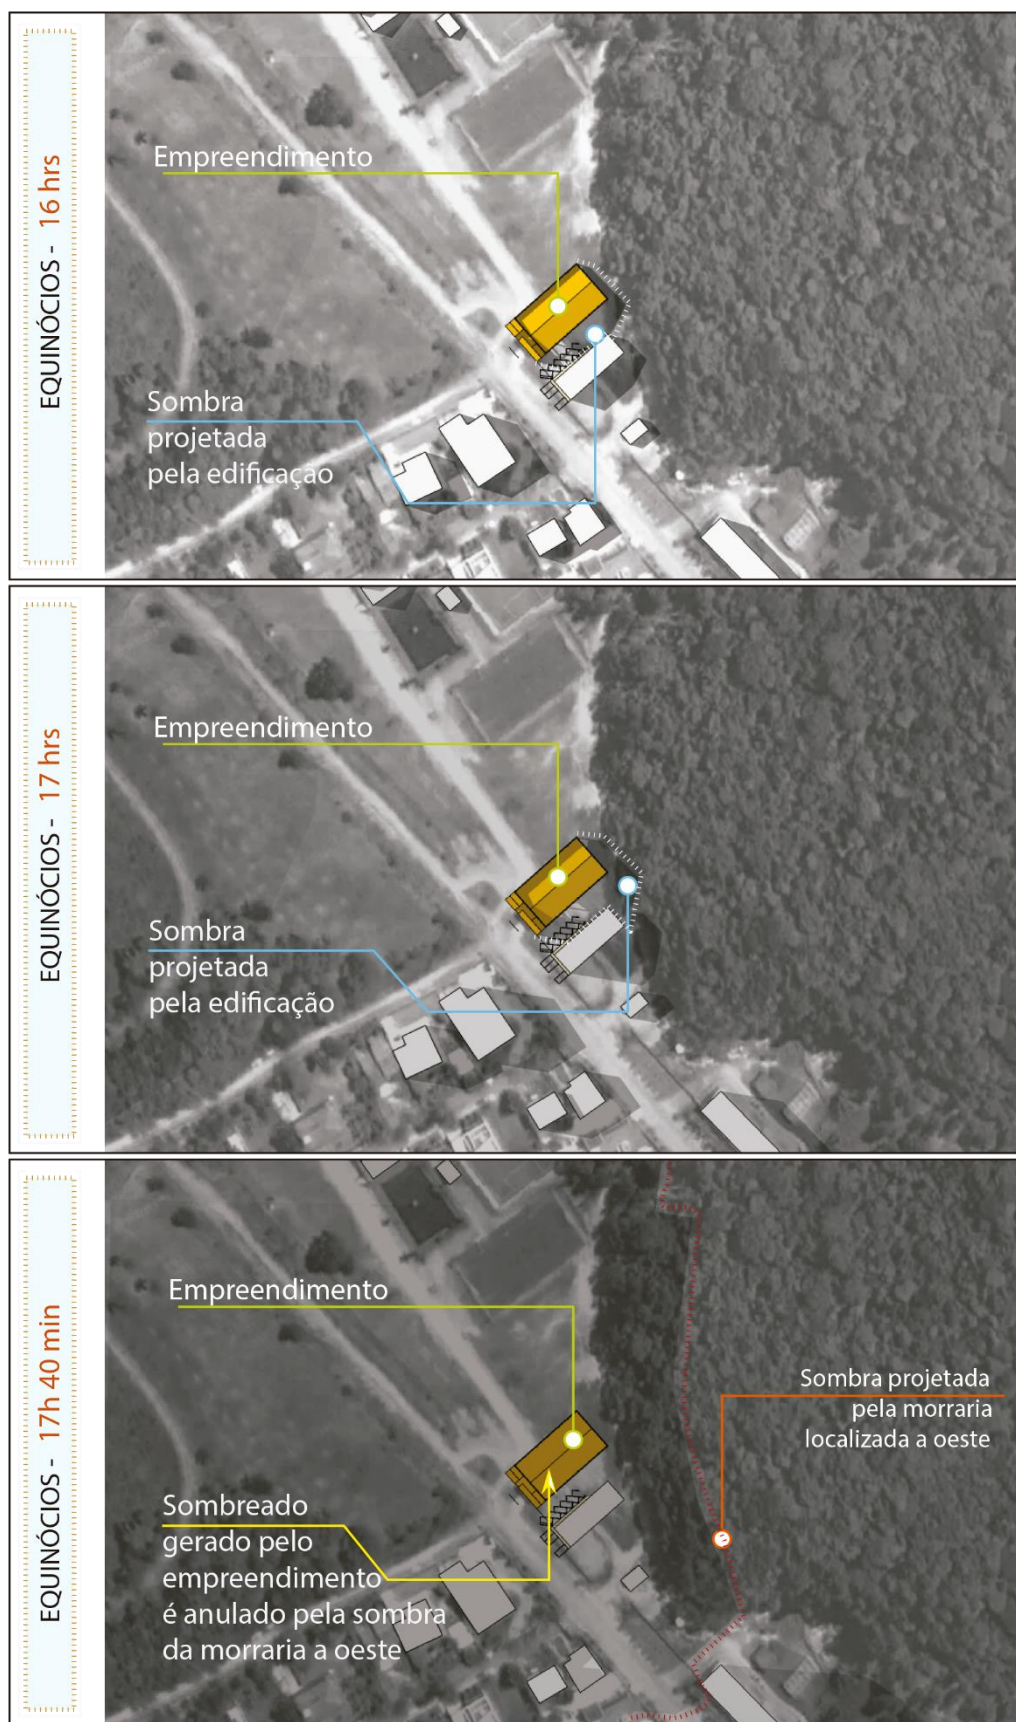 EQUINÓCIOS - 16 hrs
Empreendimento
Sombra
projetada
pela edificação
EQUINÓCIOS - 17 hrs
Empreendimento
Sombra
projetada
pela edificação
EQUINÓCIOS - 17h 40 min
Empreendimento
Sombra projetada
pela morraria
localizada a oeste
Sombreado
gerado pelo
empreendimento
é anulado pela sombra
da morraria a oeste